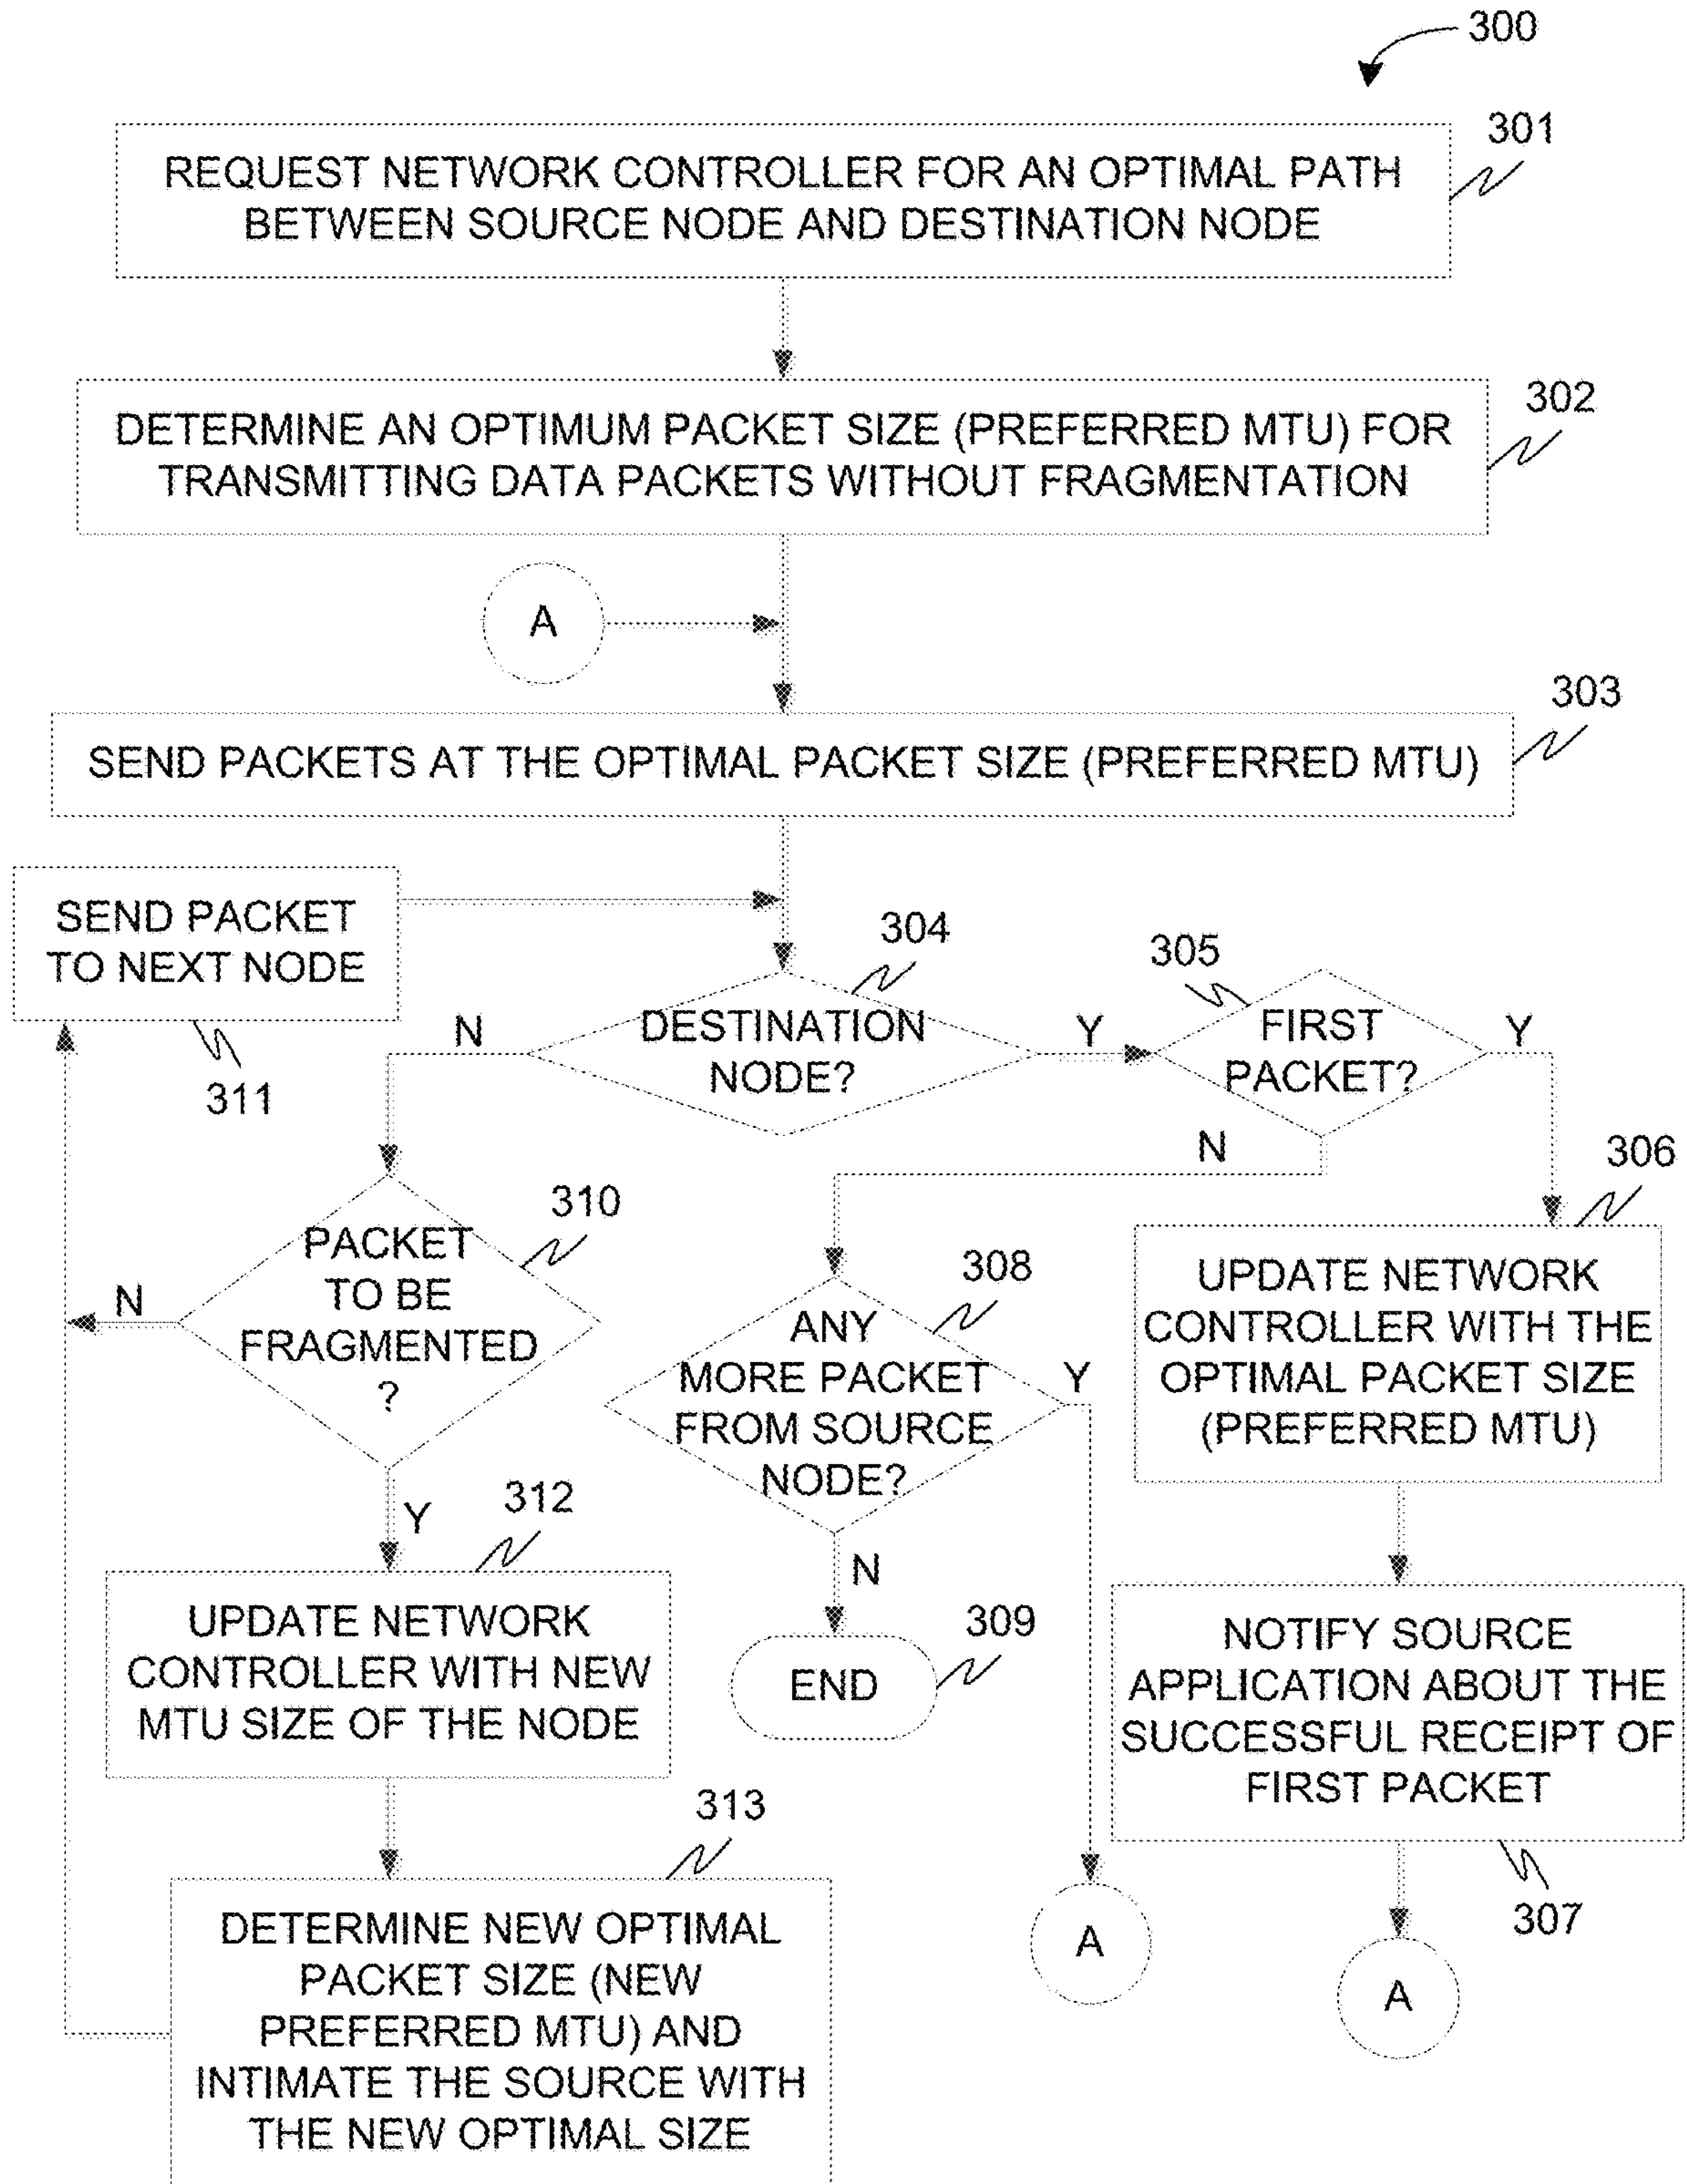 300
301
REQUEST NETWORK CONTROLLER FOR AN OPTIMAL PATH
BETWEEN SOURCE NODE AND DESTINATION NODE
302
DETERMINE AN OPTIMUM PACKET SIZE (PREFERRED MTU) FOR
TRANSMITTING DATA PACKETS WITHOUT FRAGMENTATION
A
303
SEND PACKETS AT THE OPTIMAL PACKET SIZE (PREFERRED MTU)
SEND PACKET
TO NEXT NODE
311
304
DESTINATION
NODE?
N
Y
305
FIRST
PACKET?
Y
N
310
PACKET
TO BE
FRAGMENTED
?
N
Y
308
ANY
MORE PACKET
FROM SOURCE
NODE?
Y
N
306
UPDATE NETWORK
CONTROLLER WITH THE
OPTIMAL PACKET SIZE
(PREFERRED MTU)
312
UPDATE NETWORK
CONTROLLER WITH NEW
MTU SIZE OF THE NODE
309
END
NOTIFY SOURCE
APPLICATION ABOUT THE
SUCCESSFUL RECEIPT OF
FIRST PACKET
307
313
DETERMINE NEW OPTIMAL
PACKET SIZE (NEW
PREFERRED MTU) AND
INTIMATE THE SOURCE WITH
THE NEW OPTIMAL SIZE
A
A